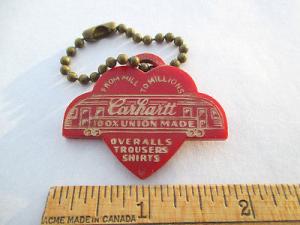 FROM MILL TO MILLIONS
Carhartt
100% UNION MADE
OVERALLS
TROUSERS
SHIRTS
1
2
ACME MADE IN CANADA